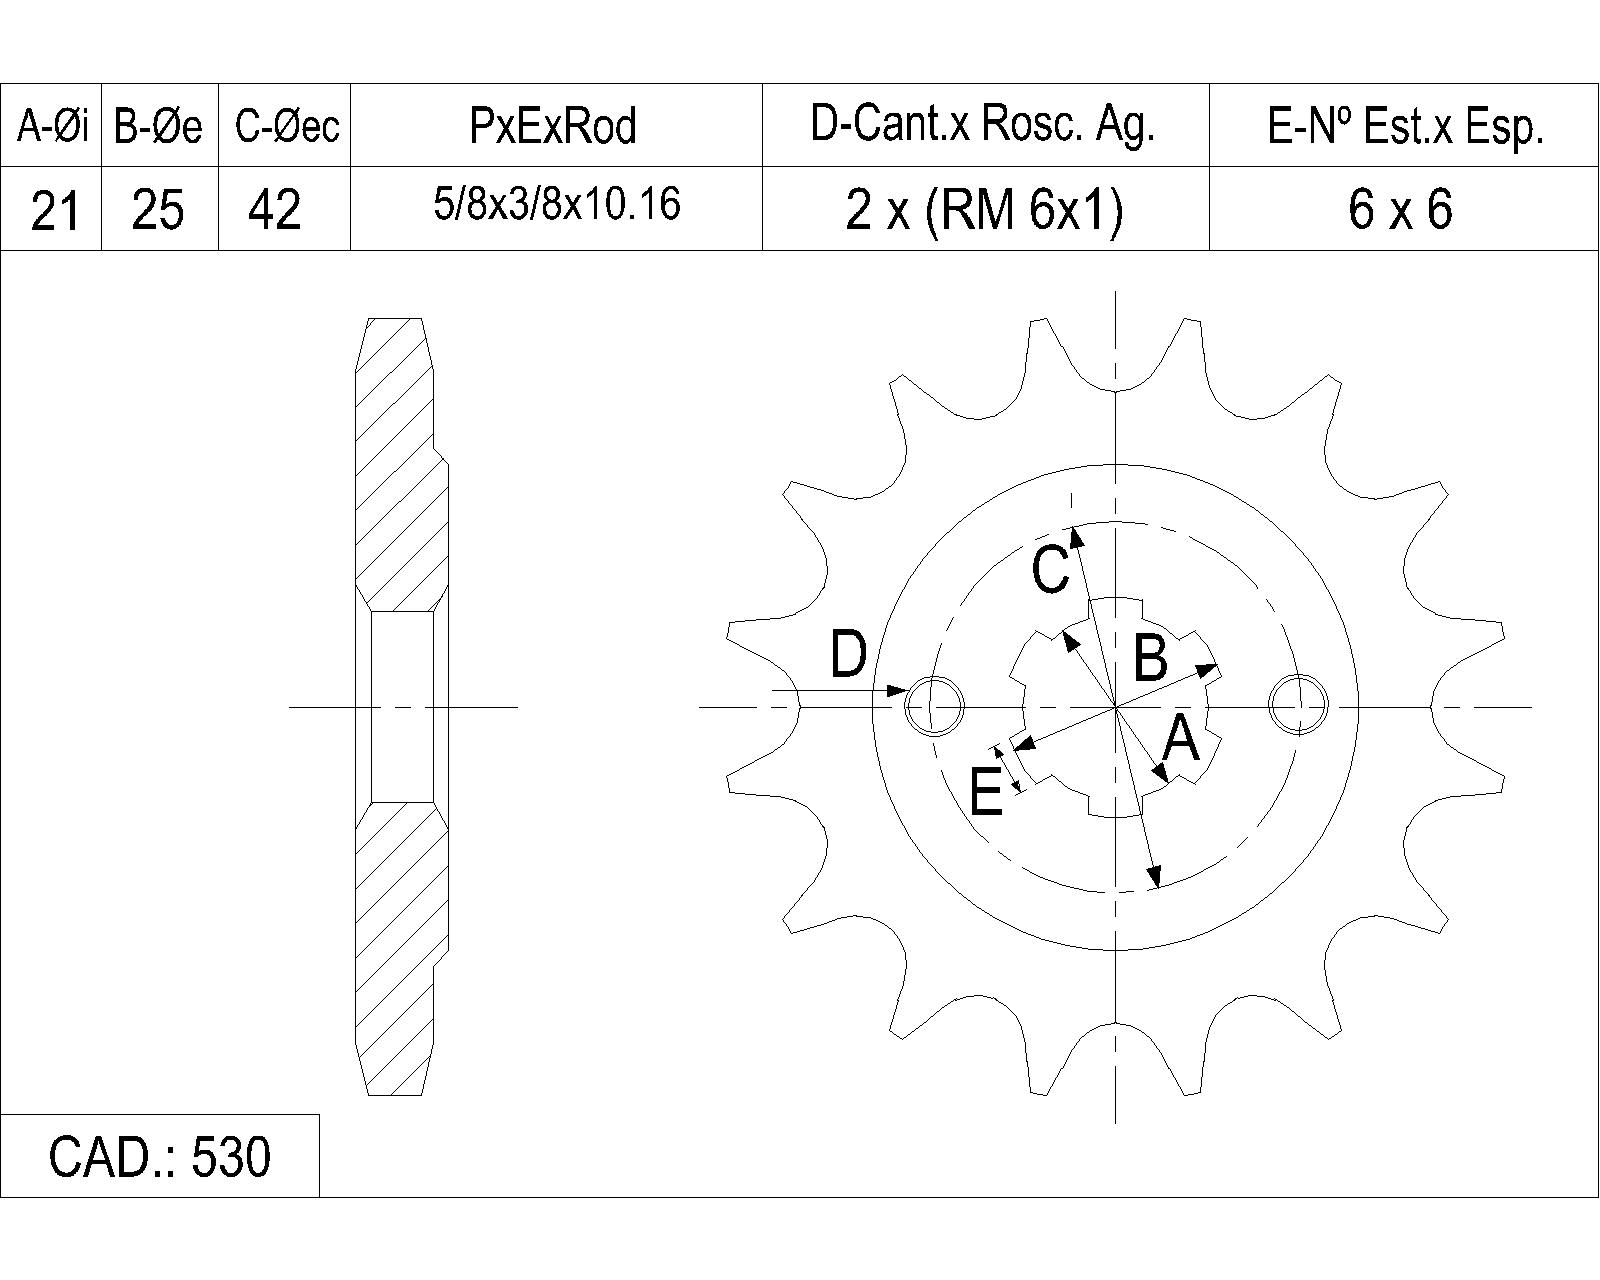 A-Øi B-Øe C-Øec PxExRod D-Cant.x Rosc. Ag. E-Nº Est.x Esp.
21 25 42 5/8x3/8x10.16 2 x (RM 6x1) 6 x 6
C
B
D
A
E
CAD.: 530